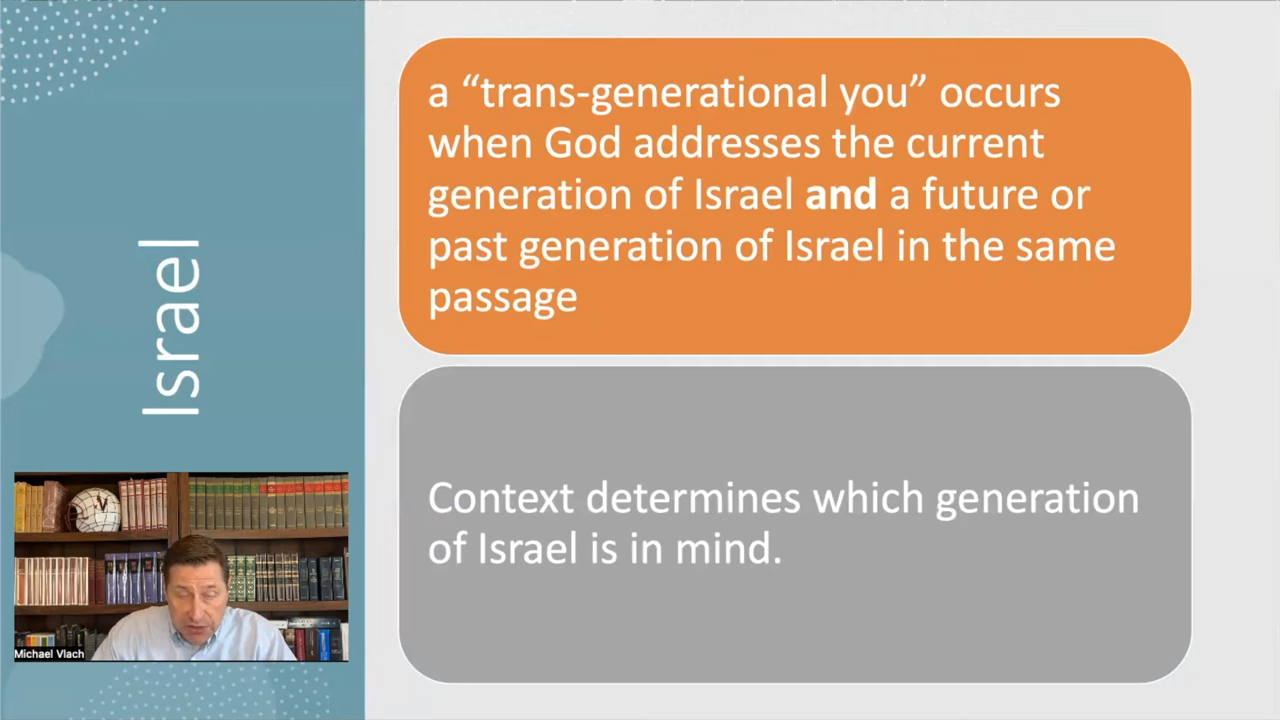 Israel
a “trans-generational you” occurs
when God addresses the current
generation of Israel and a future or
past generation of Israel in the same
passage
Context determines which generation
of Israel is in mind.
Michael Vlach